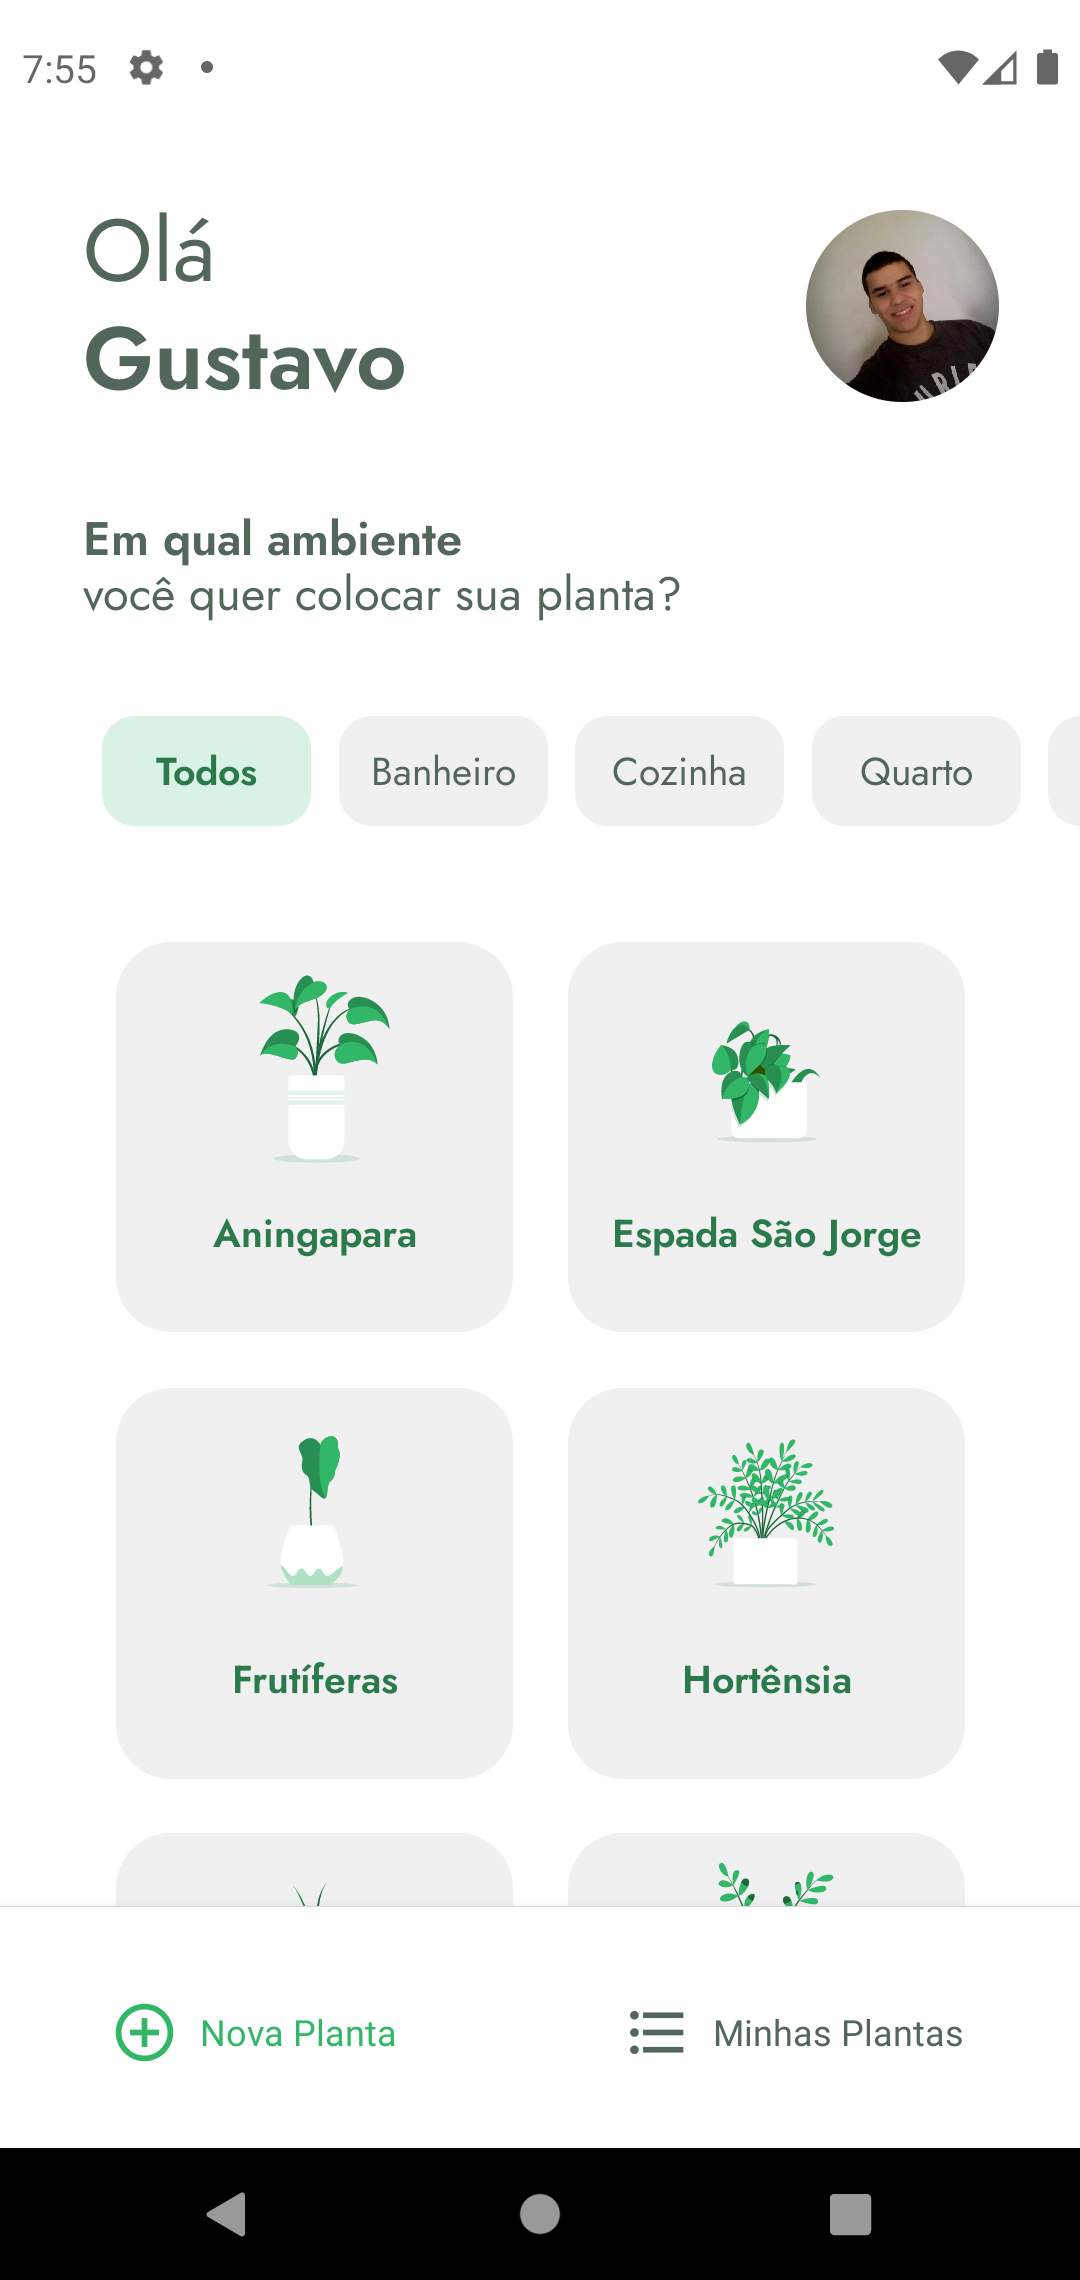 7:55
Olá
Gustavo
Em qual ambiente
você quer colocar sua planta?
Todos
Banheiro
Cozinha
Quarto
Aningapara
Espada São Jorge
Frutíferas
Hortênsia
Nova Planta
Minhas Plantas